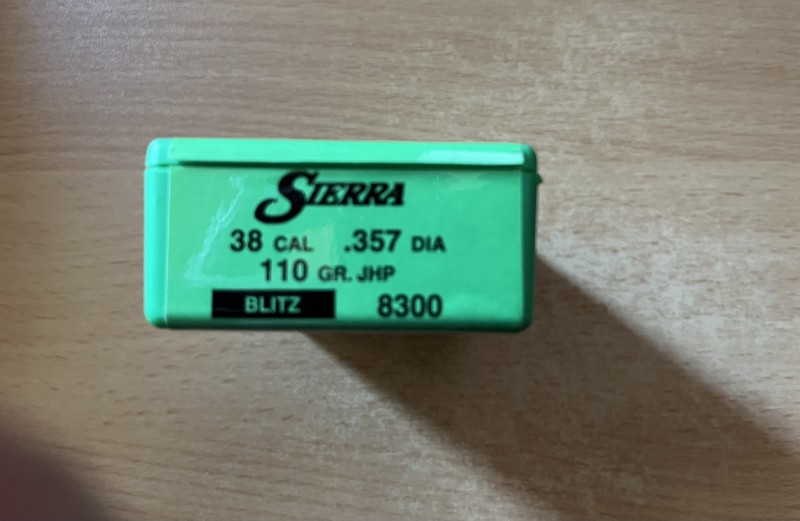 SIERRA
38 CAL .357 DIA
110 GR. JHP
BLITZ 8300